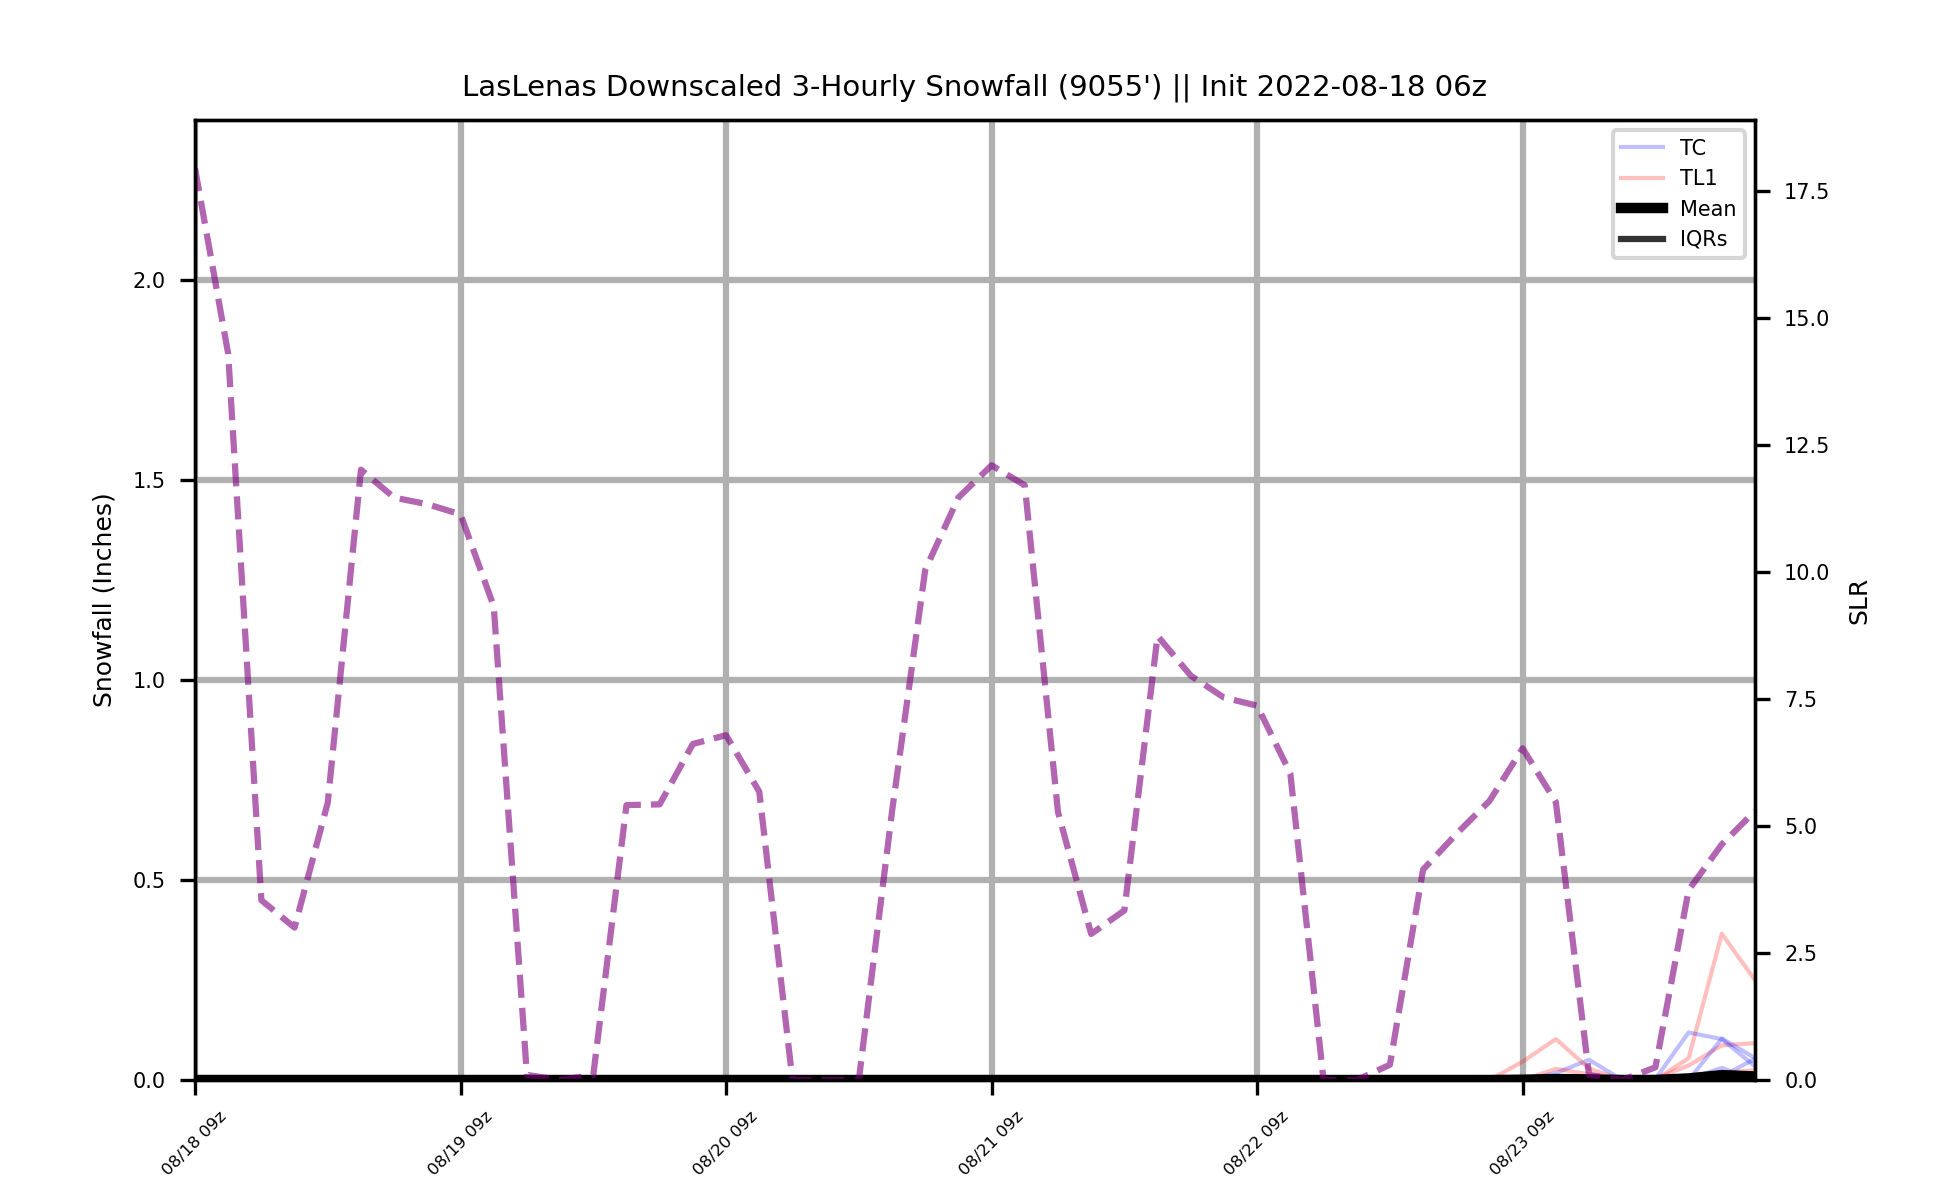 LasLenas Downscaled 3-Hourly Snowfall (9055') || Init 2022-08-18 06z
TC
TL1
Mean
IQRs
Snowfall (Inches)
2.0
1.5
1.0
0.5
0.0
17.5
15.0
12.5
10.0
7.5
5.0
2.5
0.0
SLR
08/18 09z
08/19 09z
08/20 09z
08/21 09z
08/22 09z
08/23 09z